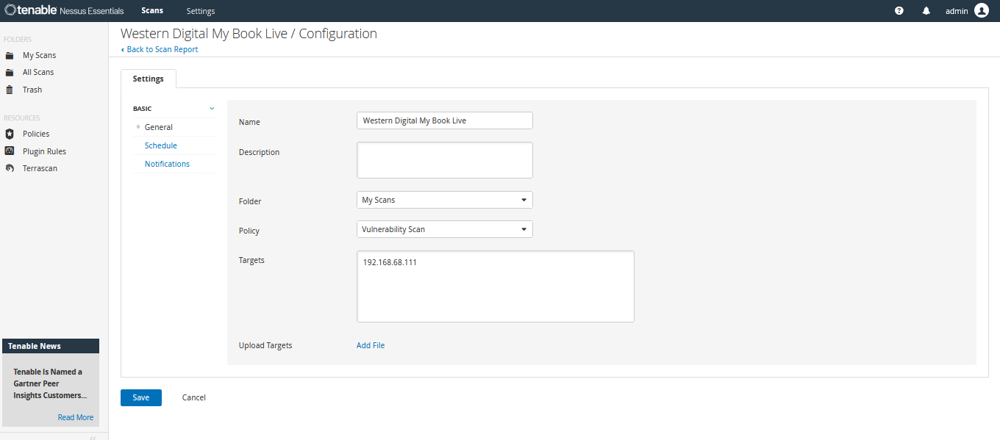 tenable Nessus Essentials Scans Settings admin
FOLDERS
My Scans
All Scans
Trash
RESOURCES
Policies
Plugin Rules
Terrascan
Tenable News
Tenable Is Named a
Gartner Peer
Insights Customers...
Read More
Western Digital My Book Live / Configuration
‹ Back to Scan Report
Settings
BASIC
General
Schedule
Notifications
Name Western Digital My Book Live
Description
Folder My Scans
Policy Vulnerability Scan
Targets 192.168.68.111
Upload Targets Add File
Save Cancel